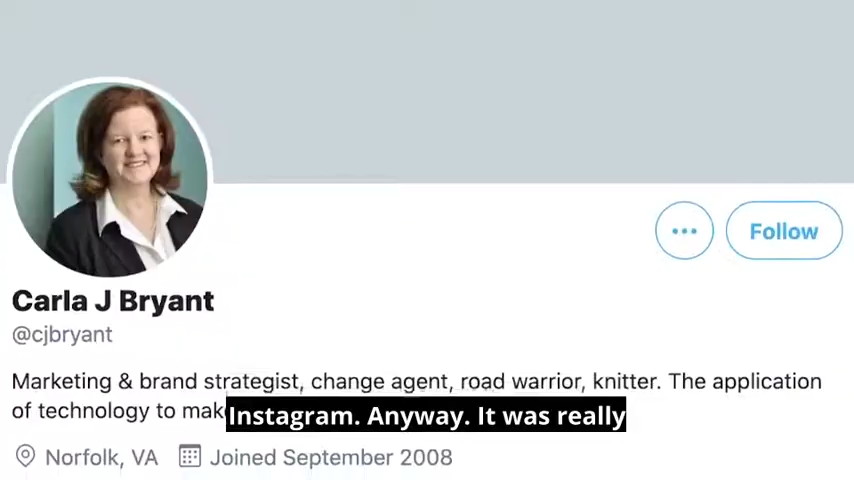 Follow
Carla J Bryant
@cjbryant
Marketing & brand strategist, change agent, road warrior, knitter. The application
of technology to mak
Instagram. Anyway. It was really
Norfolk, VA Joined September 2008